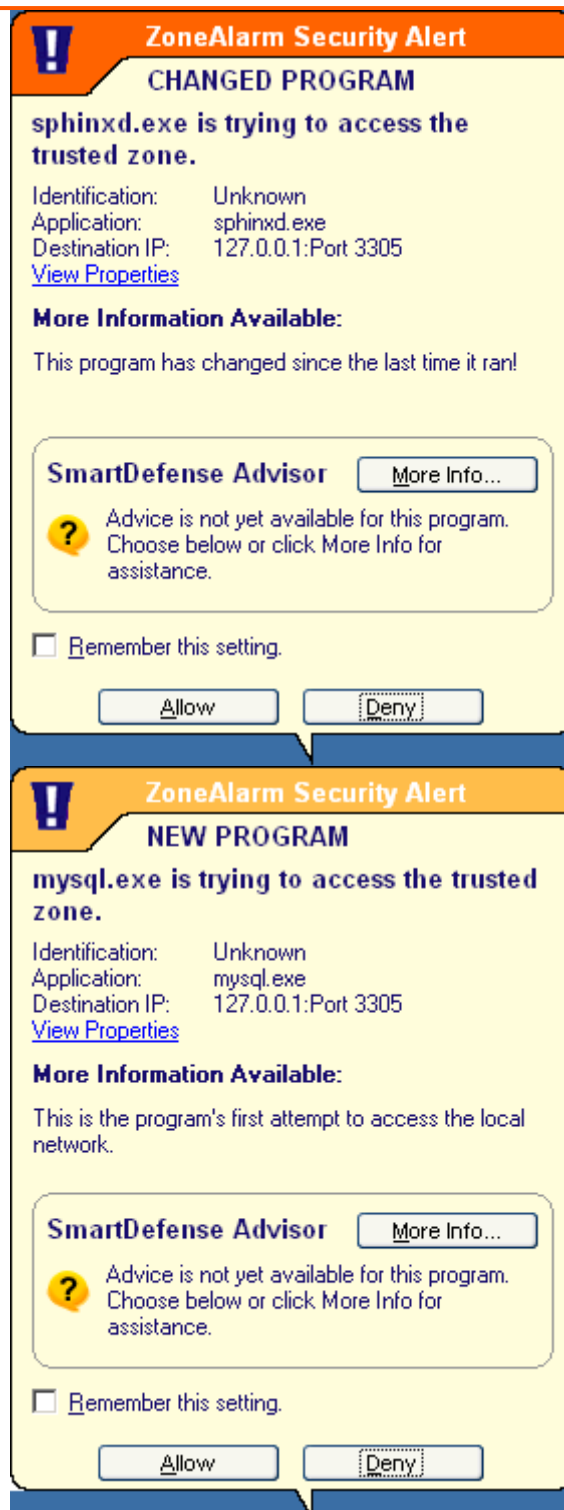 ZoneAlarm Security Alert
CHANGED PROGRAM
sphinxd.exe is trying to access the
trusted zone.
Identification: Unknown
Application: sphinxd.exe
Destination IP: 127.0.0.1:Port 3305
View Properties
More Information Available:
This program has changed since the last time it ran!
SmartDefense Advisor More Info...
Advice is not yet available for this program.
Choose below or click More Info for
assistance.
Remember this setting.
Allow Deny
ZoneAlarm Security Alert
NEW PROGRAM
mysql.exe is trying to access the trusted
zone.
Identification: Unknown
Application: mysql.exe
Destination IP: 127.0.0.1:Port 3305
View Properties
More Information Available:
This is the program's first attempt to access the local
network.
SmartDefense Advisor More Info...
Advice is not yet available for this program.
Choose below or click More Info for
assistance.
Remember this setting.
Allow Deny